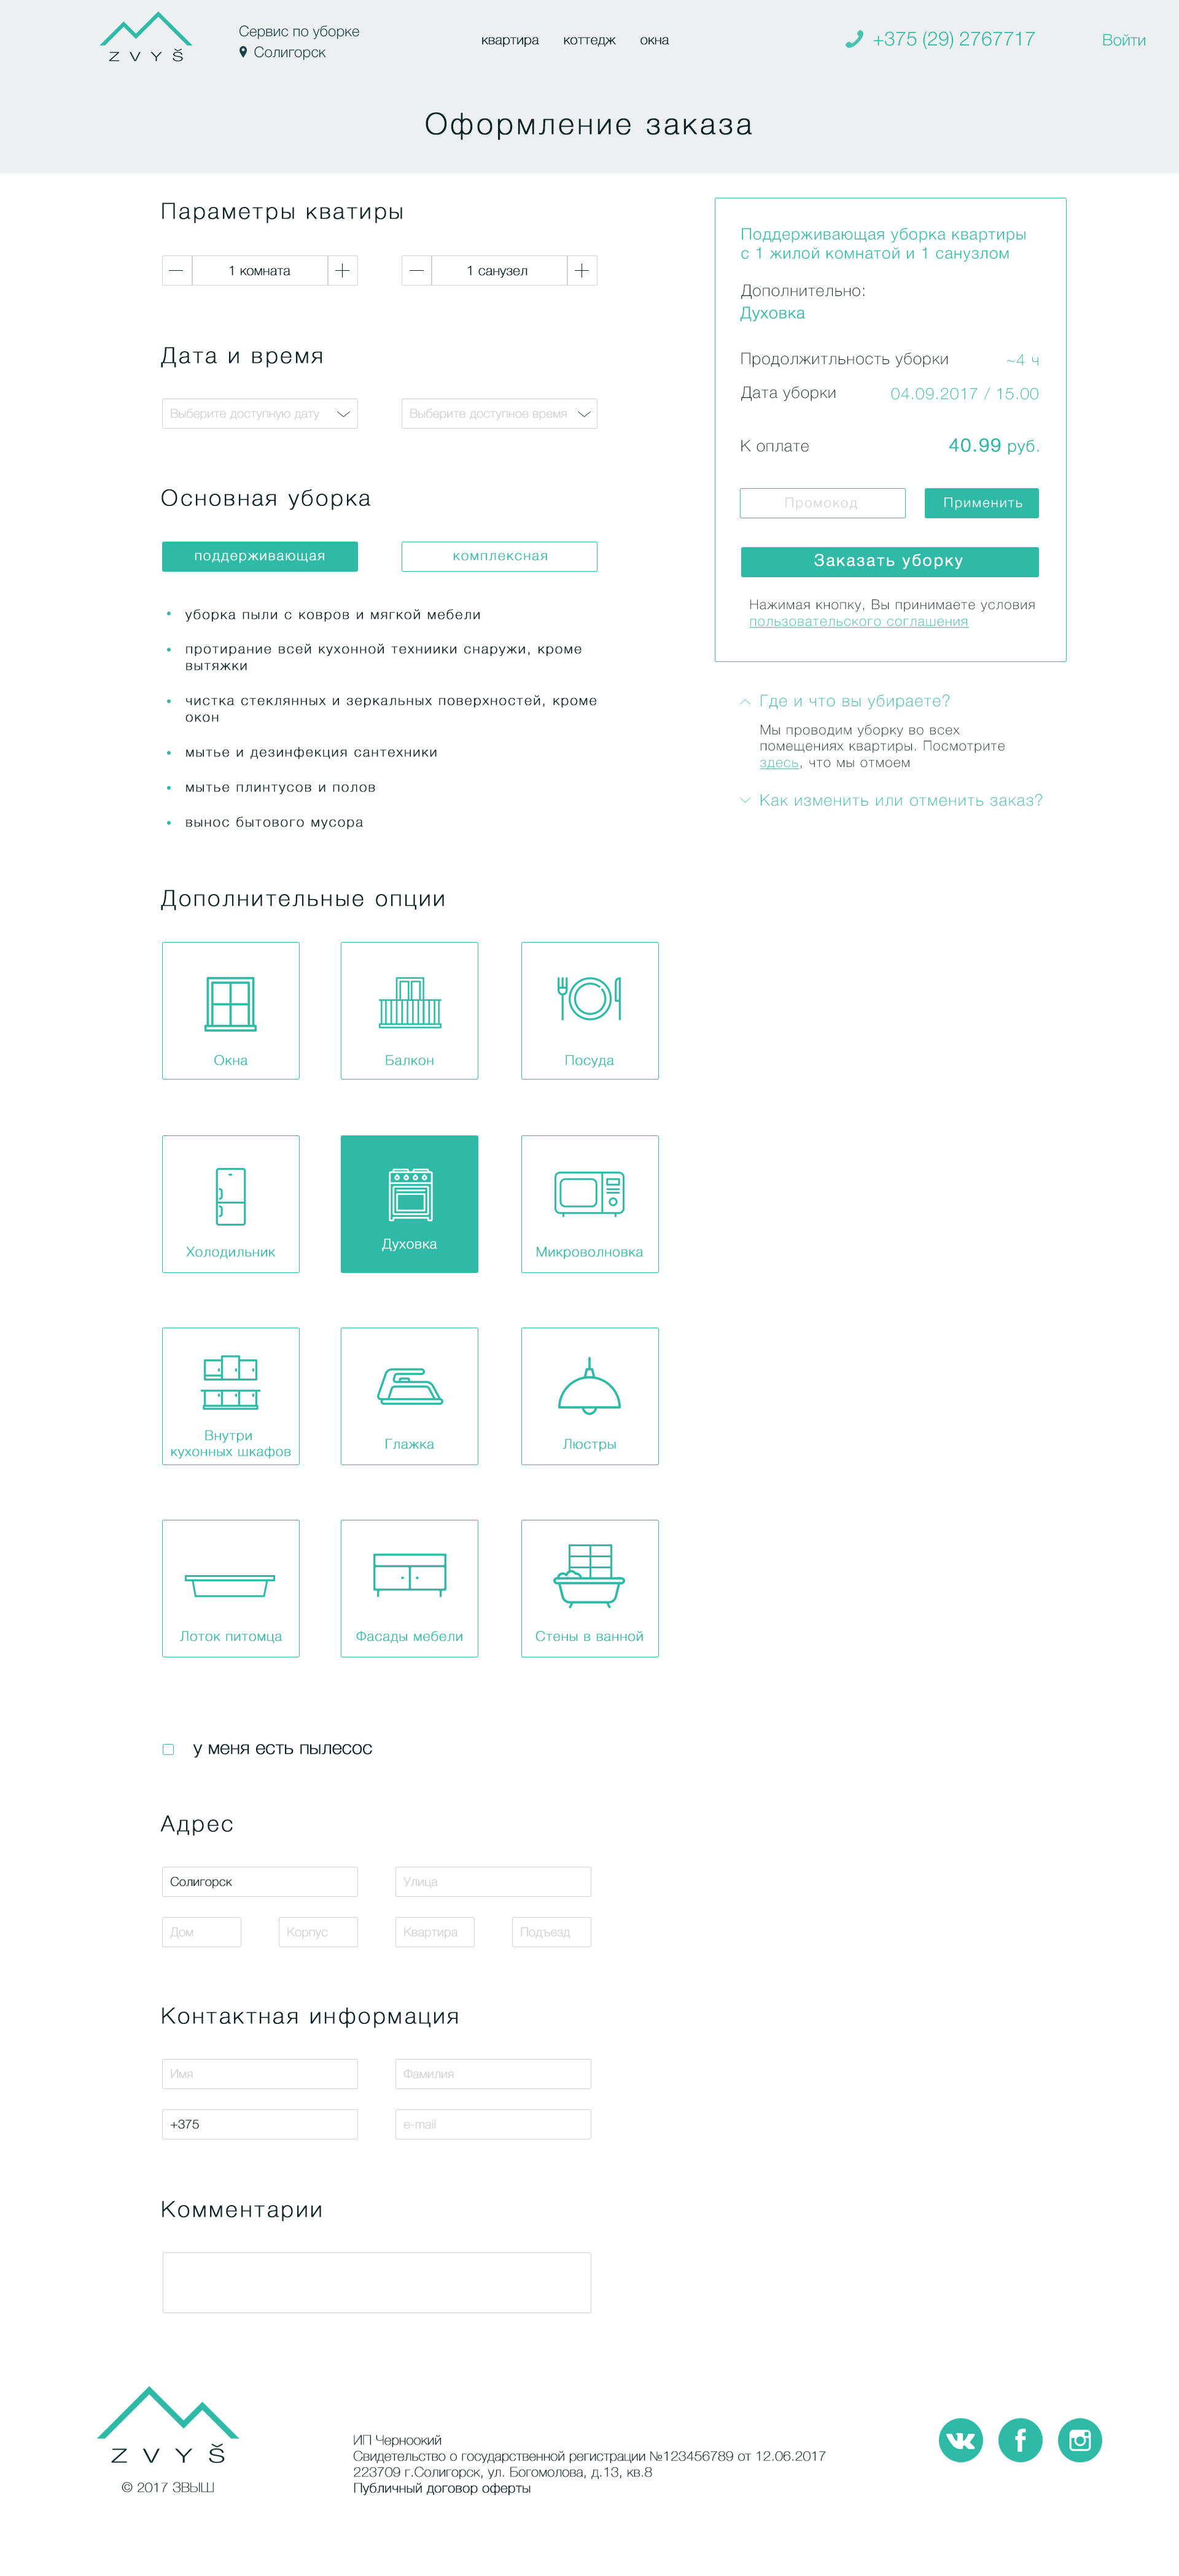 ZVYŠ
Сервис по уборке
Солигорск
квартира коттедж окна
+375 (29) 2767717
Войти
Оформление заказа
Параметры кватиры
1 комната
1 санузел
Дата и время
Выберите доступную дату
Выберите доступное время
Основная уборка
поддерживающая
комплексная
уборка пыли с ковров и мягкой мебели
протирание всей кухонной техниики снаружи, кроме
вытяжки
чистка стеклянных и зеркальных поверхностей, кроме
окон
мытье и дезинфекция сантехники
мытье плинтусов и полов
вынос бытового мусора
Поддерживающая уборка квартиры
с 1 жилой комнатой и 1 санузлом
Дополнительно:
Духовка
Продолжитльность уборки ~4 ч
Дата уборки 04.09.2017 / 15.00
К оплате 40.99 руб.
Промокод
Применить
Заказать уборку
Нажимая кнопку, Вы принимаете условия
пользовательского соглашения
Где и что вы убираете?
Мы проводим уборку во всех
помещениях квартиры. Посмотрите
здесь, что мы отмоем
Как изменить или отменить заказ?
Дополнительные опции
Окна
Балкон
Посуда
Холодильник
Духовка
Микроволновка
Внутри
кухонных шкафов
Глажка
Люстры
Лоток питомца
Фасады мебели
Стены в ванной
у меня есть пылесос
Адрес
Солигорск
Улица
Дом
Корпус
Квартира
Подъезд
Контактная информация
Имя
Фамилия
+375
e-mail
Комментарии
ZVYŠ
© 2017 ЗВЫШ
ИП Черноокий
Свидетельство о государственной регистрации №123456789 от 12.06.2017
223709 г.Солигорск, ул. Богомолова, д.13, кв.8
Публичный договор оферты